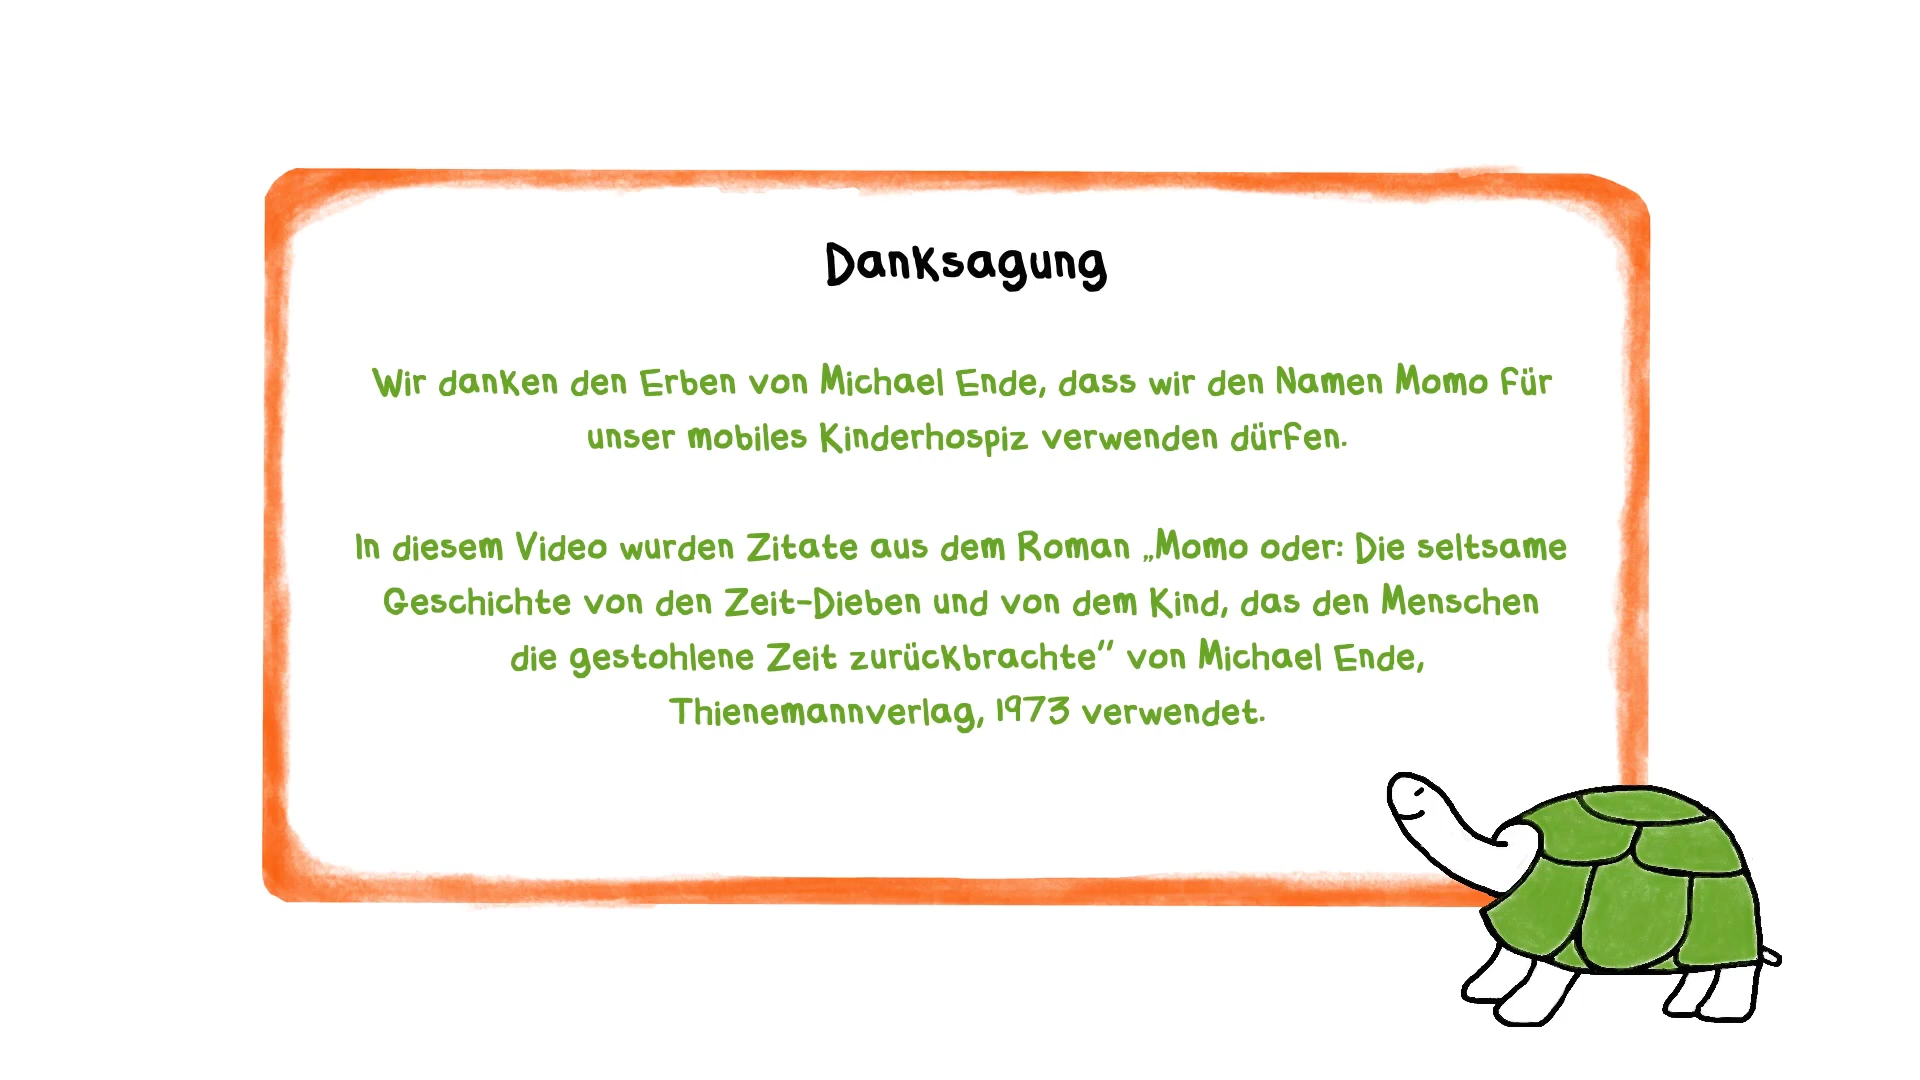 Danksagung
Wir danken den Erben von Michael Ende, dass wir den Namen Momo für
unser mobiles Kinderhospiz verwenden dürfen.
In diesem Video wurden Zitate aus dem Roman „Momo oder: Die seltsame
Geschichte von den Zeit-Dieben und von dem Kind, das den Menschen
die gestohlene Zeit zurückbrachte” von Michael Ende,
Thienemannverlag, 1973 verwendet.